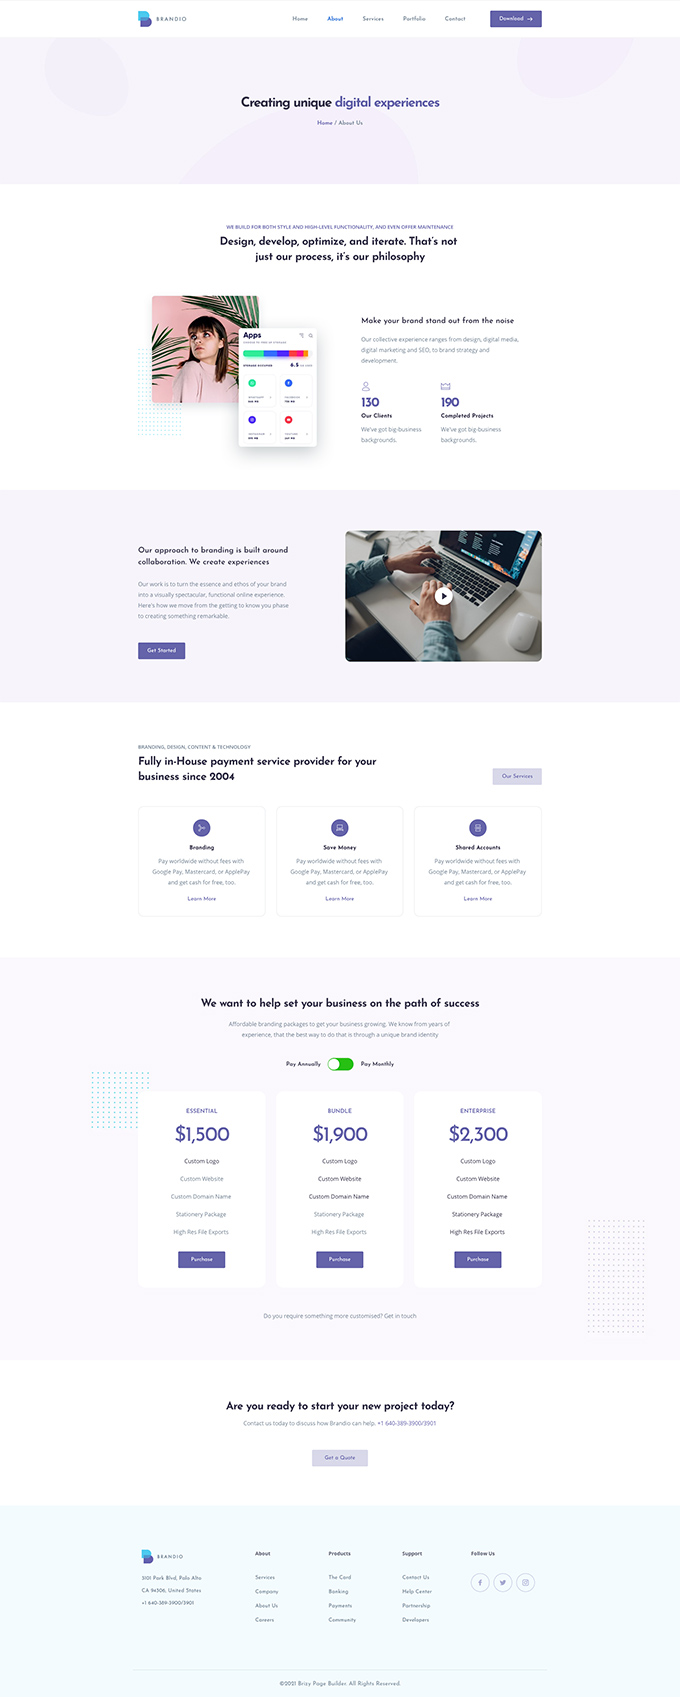 BRANDIO
Home About Services Portfolio Contact Download
Creating unique digital experiences
Home / About Us
WE BUILD FOR BOTH STYLE AND HIGH-LEVEL FUNCTIONALITY, AND EVEN OFFER MAINTENANCE
Design, develop, optimize, and iterate. That's not
just our process, it's our philosophy
Apps
Make your brand stand out from the noise
Our collective experience ranges from design, digital media,
digital marketing and SEO, to brand strategy and
development.
130
Our Clients
We've got big-business
backgrounds.
190
Completed Projects
We've got big-business
backgrounds.
Our approach to branding is built around
collaboration. We create experiences
Our work is to turn the essence and ethos of your brand
into a visually spectacular, functional online experience.
Here's how we move from the getting to know you phase
to creating something remarkable.
Get Started
BRANDING, DESIGN, CONTENT & TECHNOLOGY
Fully in-House payment service provider for your
business since 2004
Our Services
Branding
Pay worldwide without fees with
Google Pay, Mastercard, or ApplePay
and get cash for free, too.
Learn More
Save Money
Pay worldwide without fees with
Google Pay, Mastercard, or ApplePay
and get cash for free, too.
Learn More
Shared Accounts
Pay worldwide without fees with
Google Pay, Mastercard, or ApplePay
and get cash for free, too.
Learn More
We want to help set your business on the path of success
Affordable branding packages to get your business growing. We know from years of
experience, that the best way to do that is through a unique brand identity
Pay Annually Pay Monthly
ESSENTIAL
$1,500
Custom Logo
Custom Website
Custom Domain Name
Stationery Package
High Res File Exports
Purchase
BUNDLE
$1,900
Custom Logo
Custom Website
Custom Domain Name
Stationery Package
High Res File Exports
Purchase
ENTERPRISE
$2,300
Custom Logo
Custom Website
Custom Domain Name
Stationery Package
High Res File Exports
Purchase
Do you require something more customised? Get in touch
Are you ready to start your new project today?
Contact us today to discuss how Brandio can help: +1 640-389-3900/3901
Get a Quote
BRANDIO
3101 Park Blvd, Palo Alto
CA 94306, United States
+1 640-389-3900/3901
About
Services
Company
About Us
Careers
Products
The Card
Banking
Payments
Community
Support
Contact Us
Help Center
Partnership
Developers
Follow Us
©2021 Brizy Page Builder. All Rights Reserved.